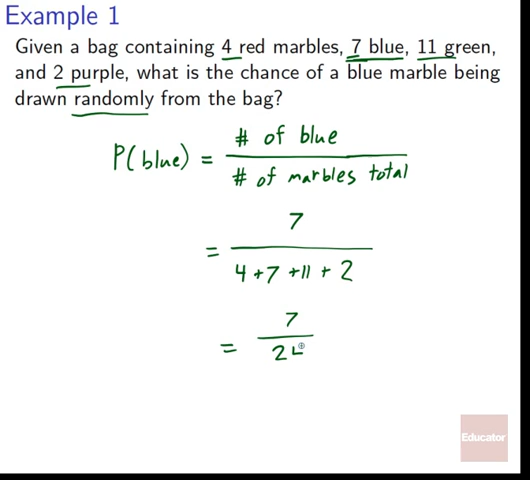 Example 1
Given a bag containing 4 red marbles, 7 blue, 11 green,
and 2 purple, what is the chance of a blue marble being
drawn randomly from the bag?
P(blue) = # of blue / # of marbles total
= 7 / 4 + 7 + 11 + 2
= 7 / 24
Educator